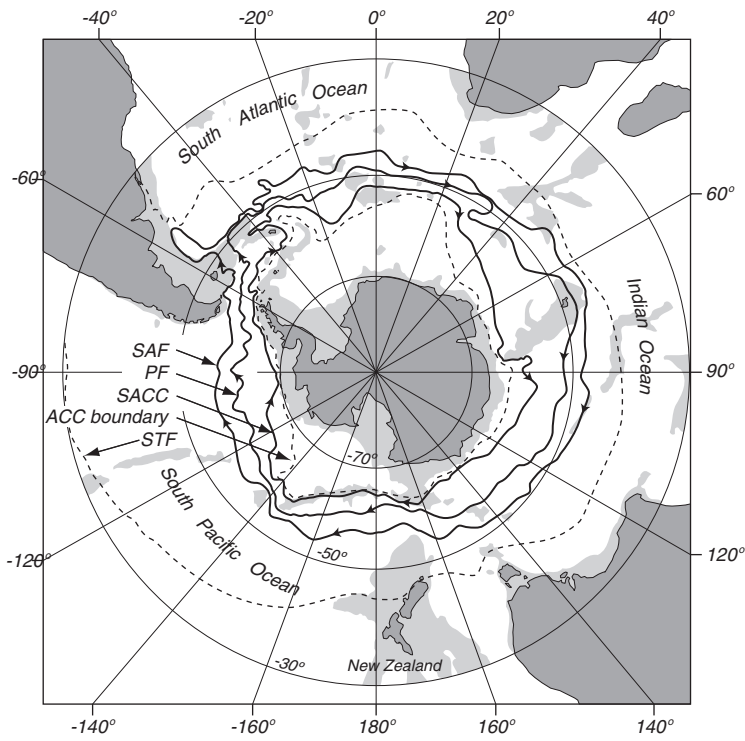 -40° -20° 0° 20° 40°
South Atlantic Ocean
-60° 60°
Indian Ocean
SAF
-90° 90°
PF
SACC
ACC boundary
STF
-70°
South Pacific Ocean
-50°
-120° 120°
-30° New Zealand
-140° -160° 180° 160° 140°